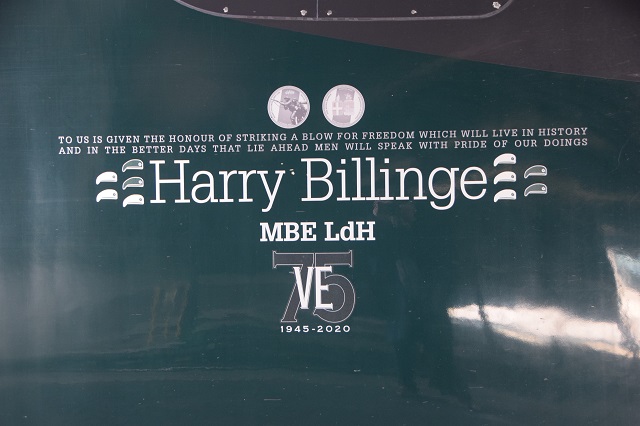 TO US IS GIVEN THE HONOUR OF STRIKING A BLOW FOR FREEDOM WHICH WILL LIVE IN HISTORY
AND IN THE BETTER DAYS THAT LIE AHEAD MEN WILL SPEAK WITH PRIDE OF OUR DOINGS
Harry Billinge
MBE LdH
VE 75
1945-2020